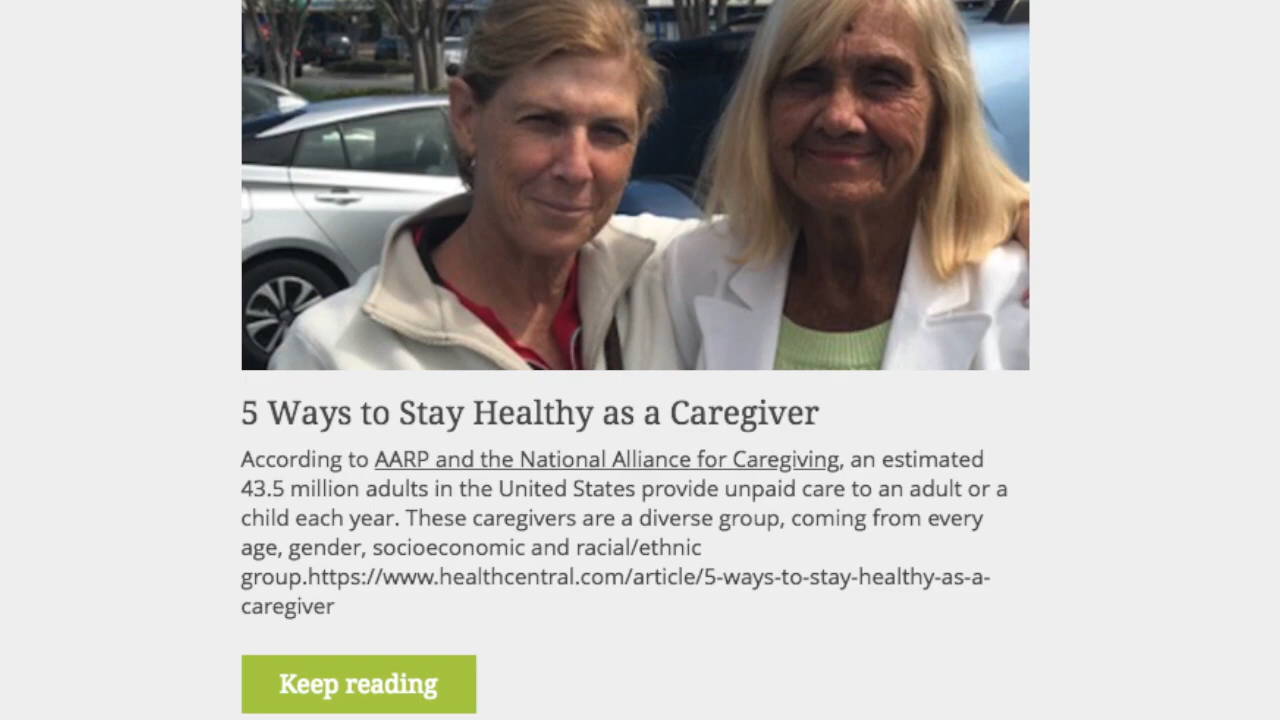 5 Ways to Stay Healthy as a Caregiver
According to AARP and the National Alliance for Caregiving, an estimated
43.5 million adults in the United States provide unpaid care to an adult or a
child each year. These caregivers are a diverse group, coming from every
age, gender, socioeconomic and racial/ethnic
group.https://www.healthcentral.com/article/5-ways-to-stay-healthy-as-a-
caregiver
Keep reading